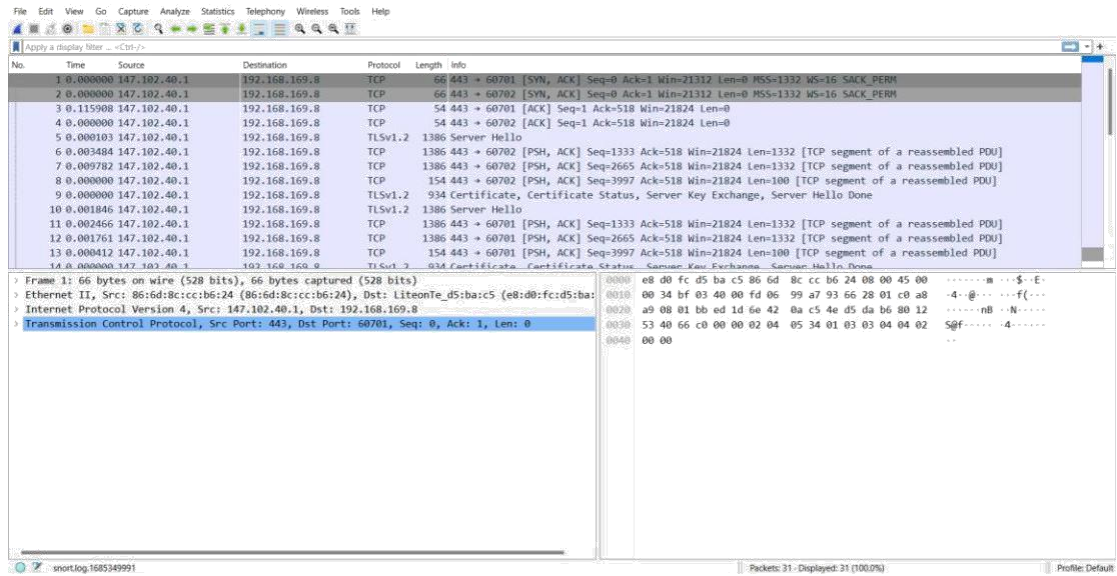 File Edit View Go Capture Analyze Statistics Telephony Wireless Tools Help
Apply a display filter ... <Ctrl-/>
No. Time Source Destination Protocol Length Info
1 0.000000 147.102.40.1 192.168.169.8 TCP 66 443 → 60701 [SYN, ACK] Seq=0 Ack=1 Win=21312 Len=0 MSS=1332 WS=16 SACK_PERM
2 0.000000 147.102.40.1 192.168.169.8 TCP 66 443 → 60702 [SYN, ACK] Seq=0 Ack=1 Win=21312 Len=0 MSS=1332 WS=16 SACK_PERM
3 0.115908 147.102.40.1 192.168.169.8 TCP 54 443 → 60701 [ACK] Seq=1 Ack=518 Win=21824 Len=0
4 0.000000 147.102.40.1 192.168.169.8 TCP 54 443 → 60702 [ACK] Seq=1 Ack=518 Win=21824 Len=0
5 0.000103 147.102.40.1 192.168.169.8 TLSv1.2 1386 Server Hello
6 0.003484 147.102.40.1 192.168.169.8 TCP 1386 443 → 60702 [PSH, ACK] Seq=1333 Ack=518 Win=21824 Len=1332 [TCP segment of a reassembled PDU]
7 0.009782 147.102.40.1 192.168.169.8 TCP 1386 443 → 60702 [PSH, ACK] Seq=2665 Ack=518 Win=21824 Len=1332 [TCP segment of a reassembled PDU]
8 0.000000 147.102.40.1 192.168.169.8 TCP 154 443 → 60702 [PSH, ACK] Seq=3997 Ack=518 Win=21824 Len=100 [TCP segment of a reassembled PDU]
9 0.000000 147.102.40.1 192.168.169.8 TLSv1.2 934 Certificate, Certificate Status, Server Key Exchange, Server Hello Done
10 0.001846 147.102.40.1 192.168.169.8 TLSv1.2 1386 Server Hello
11 0.002466 147.102.40.1 192.168.169.8 TCP 1386 443 → 60701 [PSH, ACK] Seq=1333 Ack=518 Win=21824 Len=1332 [TCP segment of a reassembled PDU]
12 0.001761 147.102.40.1 192.168.169.8 TCP 1386 443 → 60701 [PSH, ACK] Seq=2665 Ack=518 Win=21824 Len=1332 [TCP segment of a reassembled PDU]
13 0.000412 147.102.40.1 192.168.169.8 TCP 154 443 → 60701 [PSH, ACK] Seq=3997 Ack=518 Win=21824 Len=100 [TCP segment of a reassembled PDU]
14 0.000000 147.102.40.1 192.168.169.8 TLSv1.2 934 Certificate, Certificate Status, Server Key Exchange, Server Hello Done
Frame 1: 66 bytes on wire (528 bits), 66 bytes captured (528 bits)
Ethernet II, Src: 86:6d:8c:cc:b6:24 (86:6d:8c:cc:b6:24), Dst: LiteonTe_d5:ba:c5 (e8:d0:fc:d5:ba:
Internet Protocol Version 4, Src: 147.102.40.1, Dst: 192.168.169.8
Transmission Control Protocol, Src Port: 443, Dst Port: 60701, Seq: 0, Ack: 1, Len: 0
0000 e8 d0 fc d5 ba c5 86 6d 8c cc b6 24 08 00 45 00 ·······m ···$··E·
0010 00 34 bf 03 40 00 fd 06 99 a7 93 66 28 01 c0 a8 ·4··@··· ···f(···
0020 a9 08 01 bb ed 1d 6e 42 0a c5 4e d5 da b6 80 12 ······nB ··N·····
0030 53 40 66 c0 00 00 02 04 05 34 01 03 03 04 04 02 S@f····· ·4······
0040 00 00 ··
snort.log.1685349991 Packets: 31 · Displayed: 31 (100.0%) Profile: Default